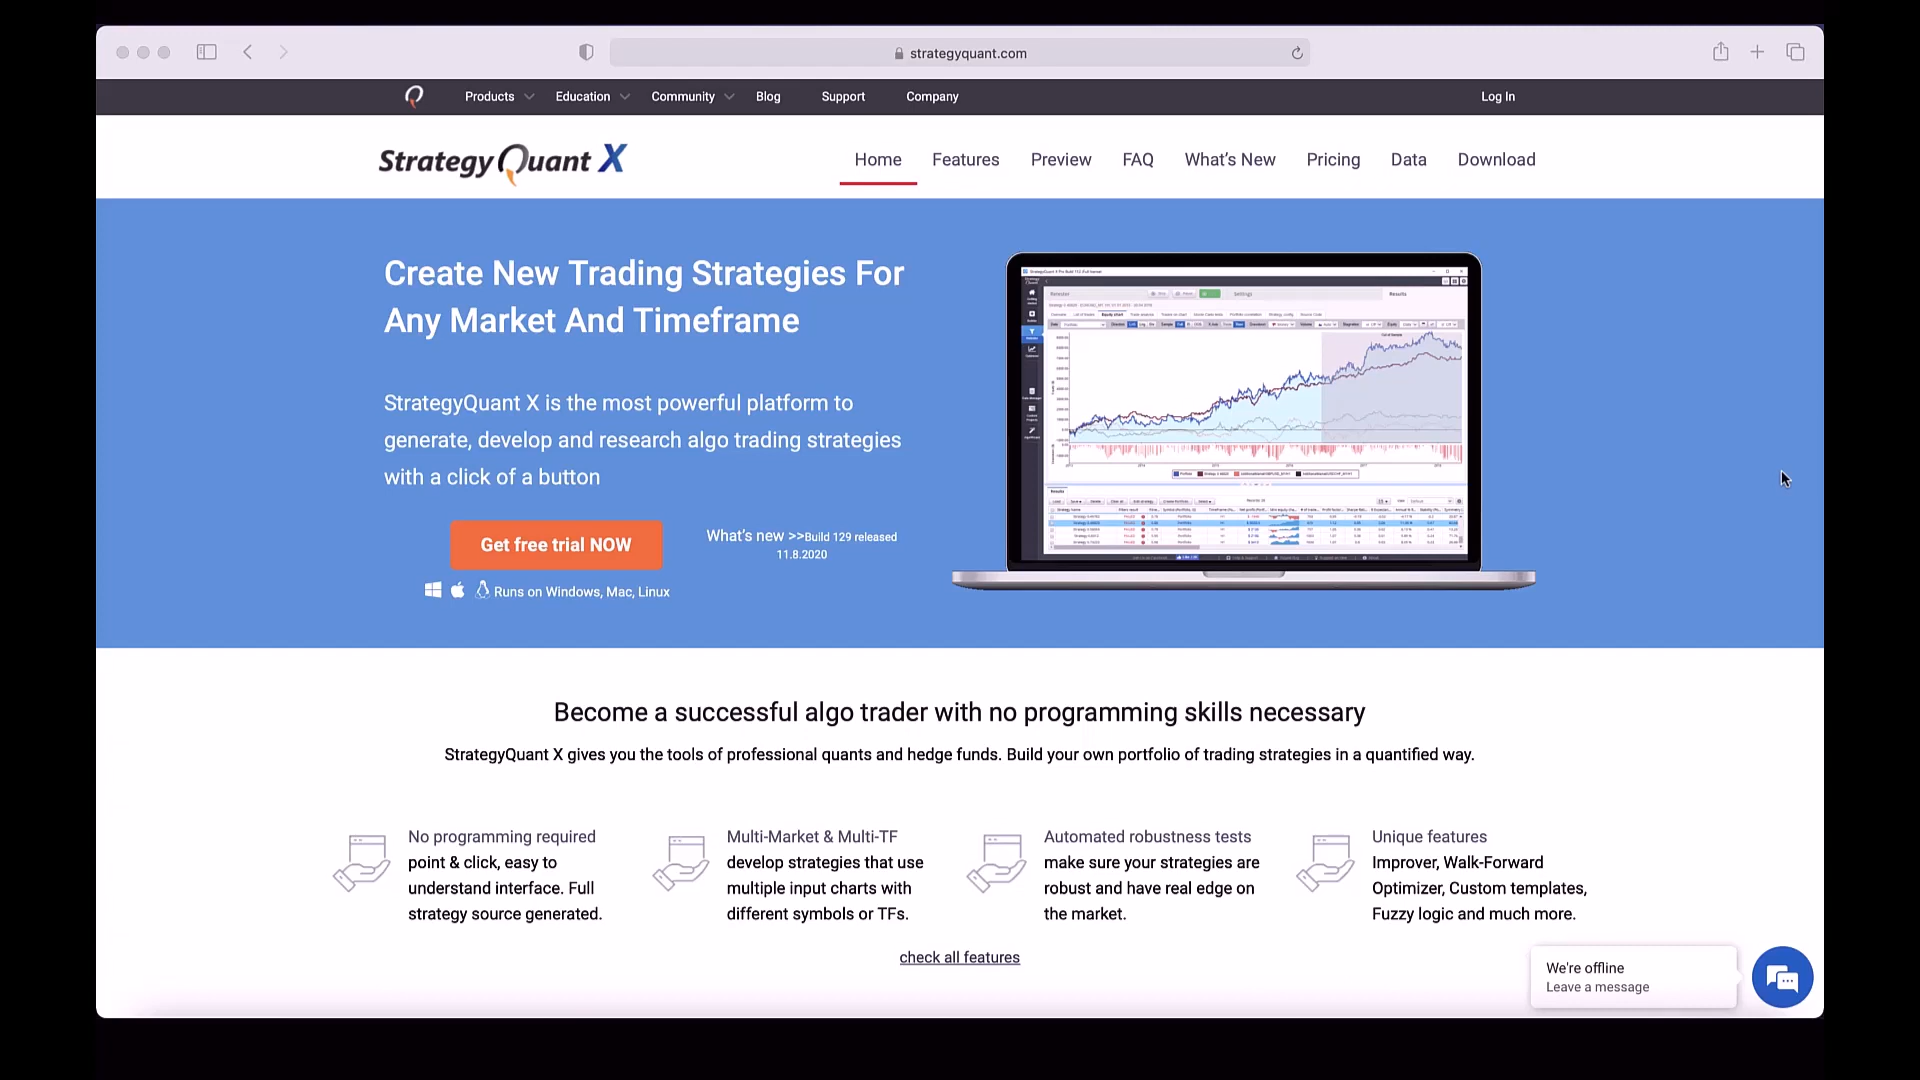 strategyquant.com
Products Education Community Blog Support Company Log In
StrategyQuant X
Home Features Preview FAQ What's New Pricing Data Download
Create New Trading Strategies For
Any Market And Timeframe
StrategyQuant X is the most powerful platform to
generate, develop and research algo trading strategies
with a click of a button
Get free trial NOW
What's new >>Build 129 released
11.8.2020
Runs on Windows, Mac, Linux
Settings
Results
Become a successful algo trader with no programming skills necessary
StrategyQuant X gives you the tools of professional quants and hedge funds. Build your own portfolio of trading strategies in a quantified way.
No programming required
point & click, easy to
understand interface. Full
strategy source generated.
Multi-Market & Multi-TF
develop strategies that use
multiple input charts with
different symbols or TFs.
Automated robustness tests
make sure your strategies are
robust and have real edge on
the market.
Unique features
Improver, Walk-Forward
Optimizer, Custom templates,
Fuzzy logic and much more.
check all features
We're offline
Leave a message